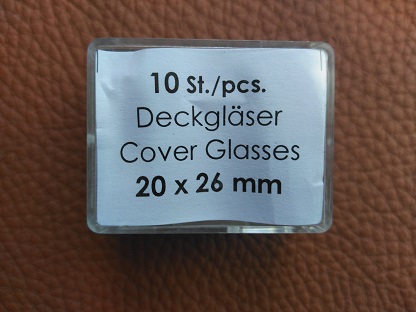 10 St./pcs.
Deckgläser
Cover Glasses
20 x 26 mm